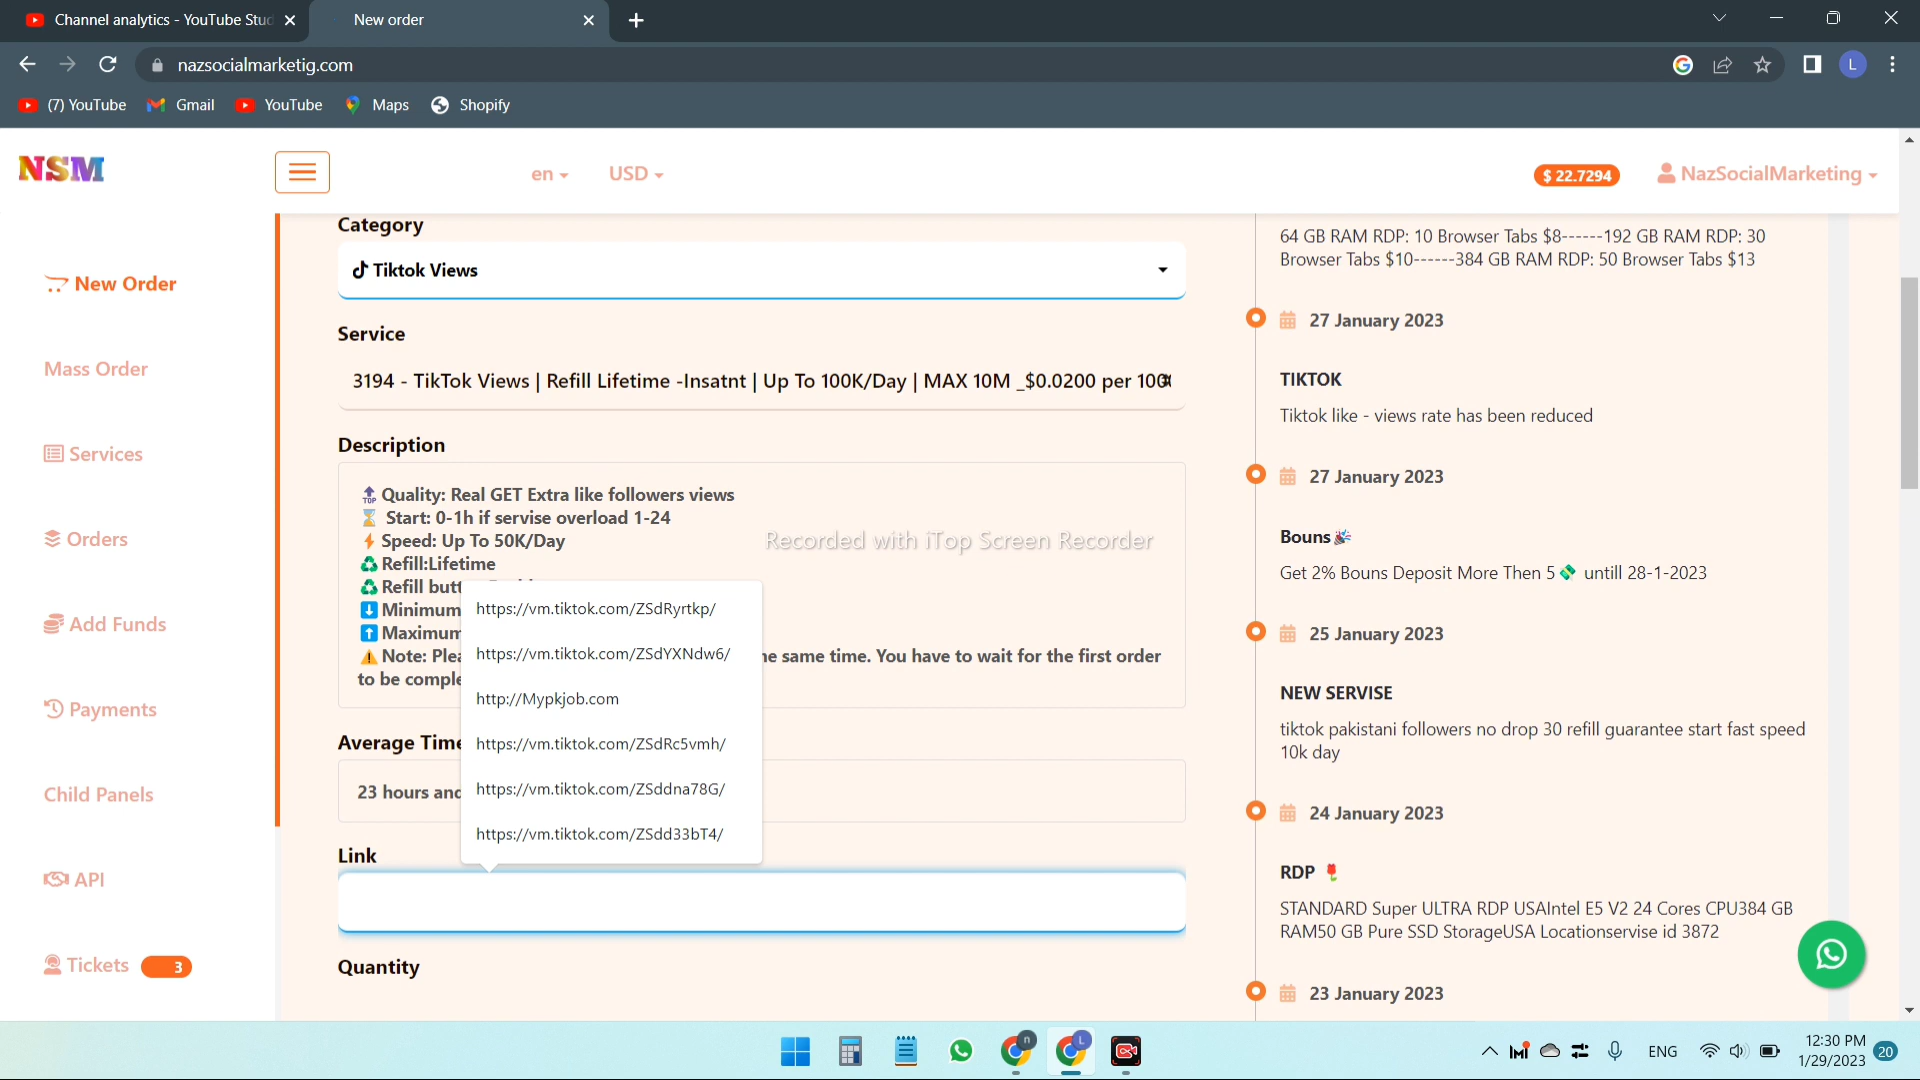 Channel analytics - YouTube Stud
New order
nazsocialmarketig.com
L
(7) YouTube
Gmail
YouTube
Maps
Shopify
NSM
en
USD
$ 22.7294
NazSocialMarketing
New Order
Mass Order
Services
Orders
Add Funds
Payments
Child Panels
API
Tickets
3
Category
Tiktok Views
Service
3194 - TikTok Views | Refill Lifetime -Insatnt | Up To 100K/Day | MAX 10M _$0.0200 per 100
Description
TOP Quality: Real GET Extra like followers views
Start: 0-1h if servise overload 1-24
Speed: Up To 50K/Day
Refill:Lifetime
Refill
Minimum
Maximum
Note: he same time. You have to wait for the first order
to be
Recorded with iTop Screen Recorder
https://vm.tiktok.com/ZSdRyrtkp/
https://vm.tiktok.com/ZSdYXNdw6/
http://Mypkjob.com
https://vm.tiktok.com/ZSdRc5vmh/
https://vm.tiktok.com/ZSddna78G/
https://vm.tiktok.com/ZSdd33bT4/
Average Time
23 hours and
Link
Quantity
64 GB RAM RDP: 10 Browser Tabs $8------192 GB RAM RDP: 30
Browser Tabs $10------384 GB RAM RDP: 50 Browser Tabs $13
27 January 2023
TIKTOK
Tiktok like - views rate has been reduced
27 January 2023
Bouns
Get 2% Bouns Deposit More Then 5 untill 28-1-2023
25 January 2023
NEW SERVISE
tiktok pakistani followers no drop 30 refill guarantee start fast speed
10k day
24 January 2023
RDP
STANDARD Super ULTRA RDP USAIntel E5 V2 24 Cores CPU384 GB
RAM50 GB Pure SSD StorageUSA Locationservise id 3872
23 January 2023
n
L
ENG
12:30 PM
1/29/2023
20